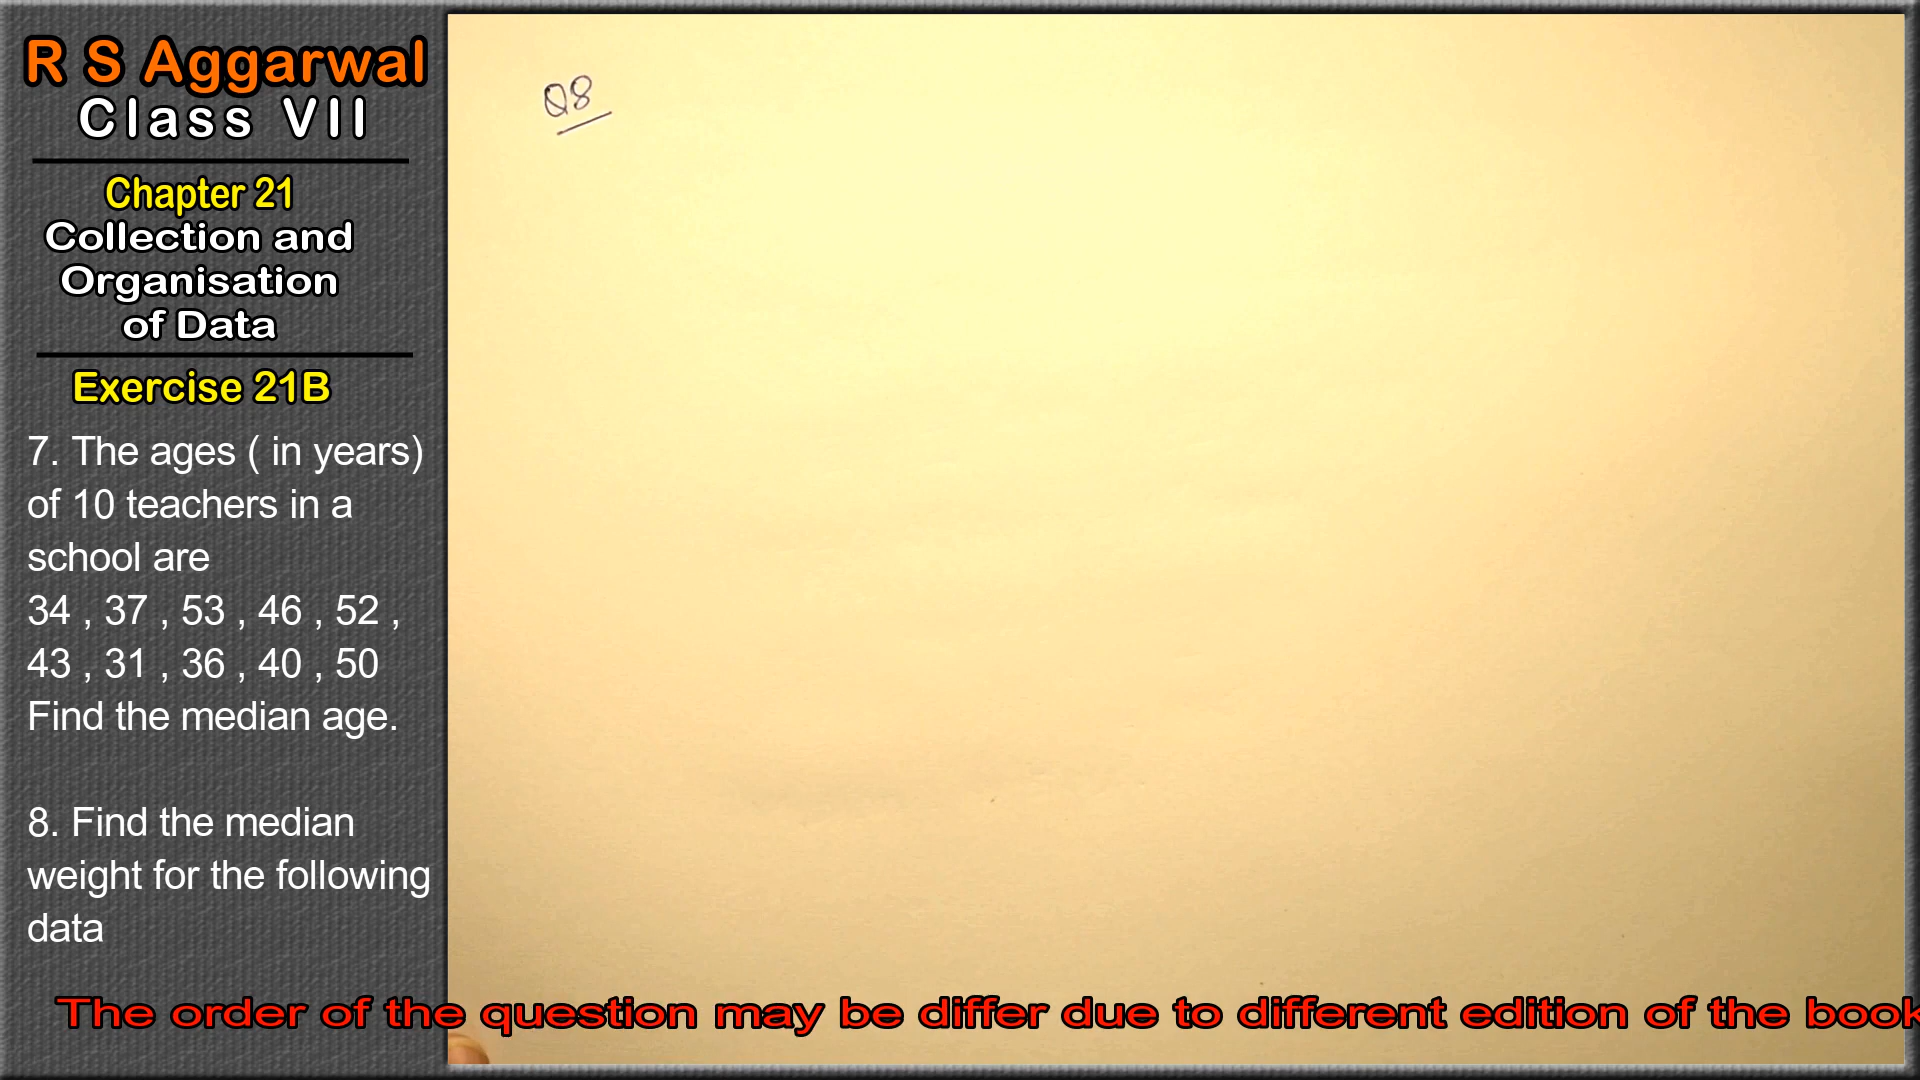 R S Aggarwal
Class VII
Chapter 21
Collection and
Organisation
of Data
Exercise 21B
7. The ages ( in years)
of 10 teachers in a
school are
34 , 37 , 53 , 46 , 52 ,
43 , 31 , 36 , 40 , 50
Find the median age.
8. Find the median
weight for the following
data
Q8
The order of the question may be differ due to different edition of the book